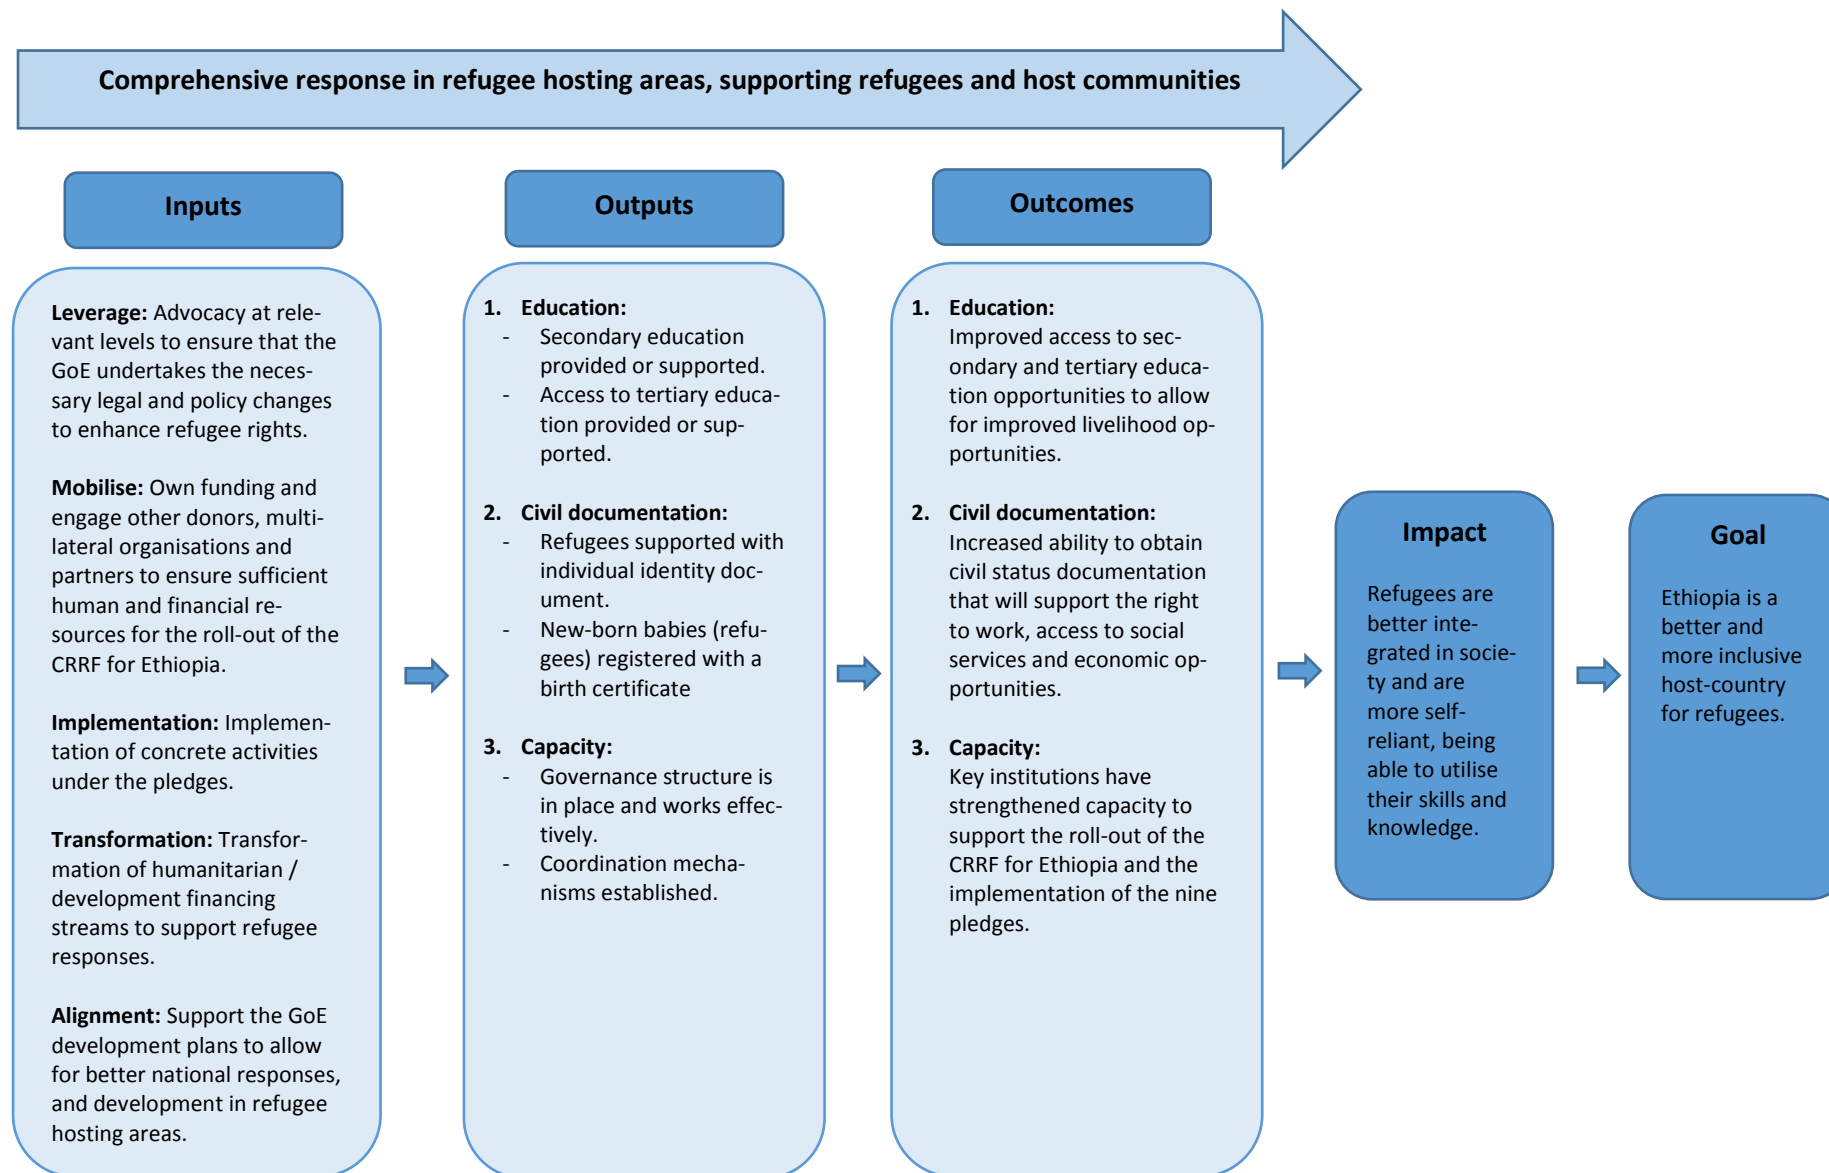 Comprehensive response in refugee hosting areas, supporting refugees and host communities
Inputs
Leverage: Advocacy at rele-
vant levels to ensure that the
GoE undertakes the neces-
sary legal and policy changes
to enhance refugee rights.
Mobilise: Own funding and
engage other donors, multi-
lateral organisations and
partners to ensure sufficient
human and financial re-
sources for the roll-out of the
CRRF for Ethiopia.
Implementation: Implemen-
tation of concrete activities
under the pledges.
Transformation: Transfor-
mation of humanitarian /
development financing
streams to support refugee
responses.
Alignment: Support the GoE
development plans to allow
for better national responses,
and development in refugee
hosting areas.
Outputs
1. Education:
- Secondary education
provided or supported.
- Access to tertiary educa-
tion provided or sup-
ported.
2. Civil documentation:
- Refugees supported with
individual identity doc-
ument.
- New-born babies (refu-
gees) registered with a
birth certificate
3. Capacity:
- Governance structure is
in place and works effec-
tively.
- Coordination mecha-
nisms established.
Outcomes
1. Education:
Improved access to sec-
ondary and tertiary educa-
tion opportunities to allow
for improved livelihood op-
portunities.
2. Civil documentation:
Increased ability to obtain
civil status documentation
that will support the right
to work, access to social
services and economic op-
portunities.
3. Capacity:
Key institutions have
strengthened capacity to
support the roll-out of the
CRRF for Ethiopia and the
implementation of the nine
pledges.
Impact
Refugees are
better inte-
grated in socie-
ty and are
more self-
reliant, being
able to utilise
their skills and
knowledge.
Goal
Ethiopia is a
better and
more inclusive
host-country
for refugees.